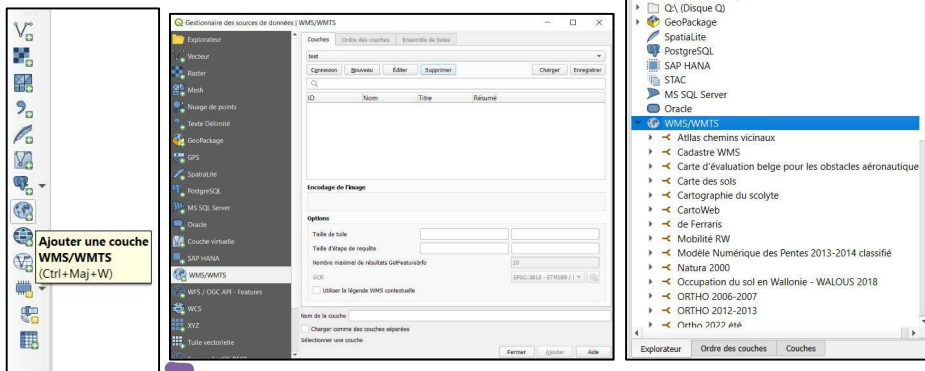 Ajouter une couche
WMS/WMTS
(Ctrl+Maj+W)
Gestionnaire des sources de données | WMS/WMTS
Explorateur
Vecteur
Raster
Mesh
Nuage de points
Texte Délimité
GeoPackage
GPS
SpatiaLite
PostgreSQL
MS SQL Server
Oracle
Couche virtuelle
SAP HANA
WMS/WMTS
WFS / OGC API - Features
WCS
XYZ
Tuile vectorielle
Couches Ordre des couches Ensemble de tuiles
test
Connexion Nouveau Éditer Supprimer Charger Enregistrer
ID Nom Titre Résumé
Encodage de l'image
Options
Taille de tuile
Taille d'étape de requête
Nombre maximal de résultats GetFeatureInfo 10
SCR EPSG:3812 - ETRS89 / I
Utiliser la légende WMS contextuelle
Nom de la couche
Charger comme des couches séparées
Sélectionner une couche
Fermer Ajouter Aide
Q:\ (Disque Q)
GeoPackage
SpatiaLite
PostgreSQL
SAP HANA
STAC
MS SQL Server
Oracle
WMS/WMTS
Atllas chemins vicinaux
Cadastre WMS
Carte d'évaluation belge pour les obstacles aéronautique
Carte des sols
Cartographie du scolyte
CartoWeb
de Ferraris
Mobilité RW
Modèle Numérique des Pentes 2013-2014 classifié
Natura 2000
Occupation du sol en Wallonie - WALOUS 2018
ORTHO 2006-2007
ORTHO 2012-2013
Ortho 2022 été
Explorateur Ordre des couches Couches